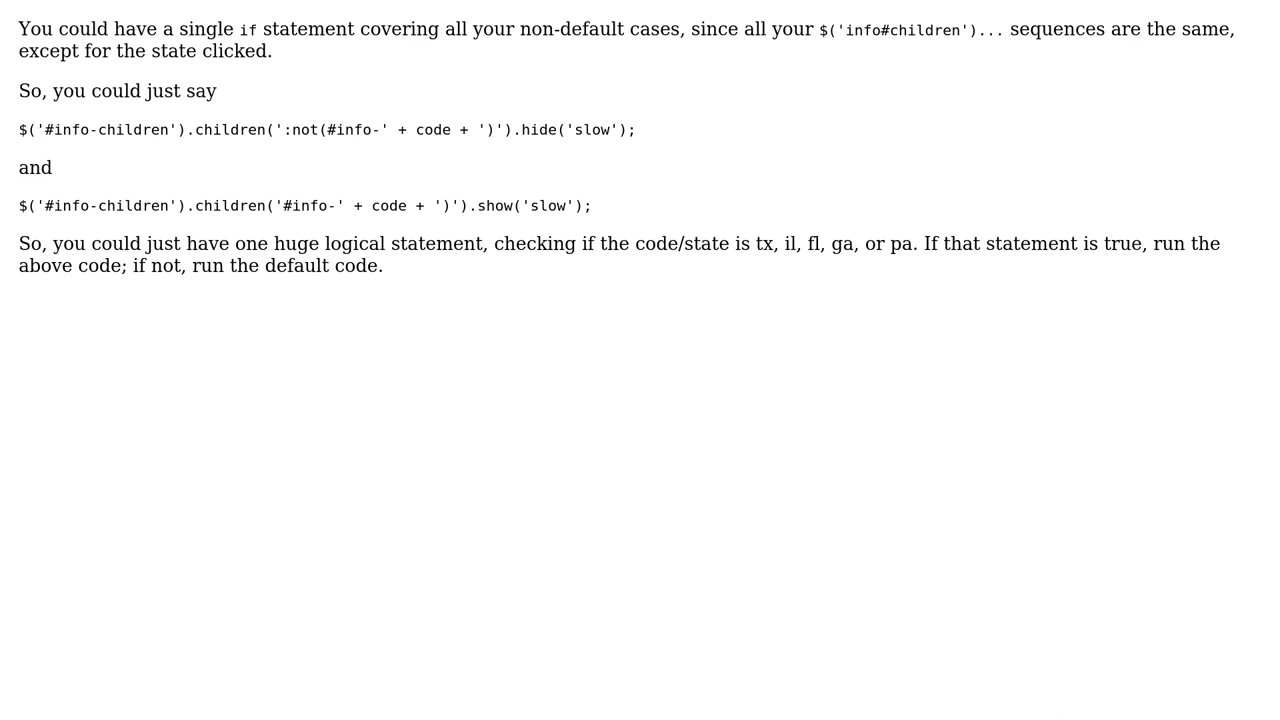 You could have a single if statement covering all your non-default cases, since all your $('info#children')... sequences are the same,
except for the state clicked.
So, you could just say
$('#info-children').children(':not(#info-' + code + ')').hide('slow');
and
$('#info-children').children('#info-' + code + ')').show('slow');
So, you could just have one huge logical statement, checking if the code/state is tx, il, fl, ga, or pa. If that statement is true, run the
above code; if not, run the default code.